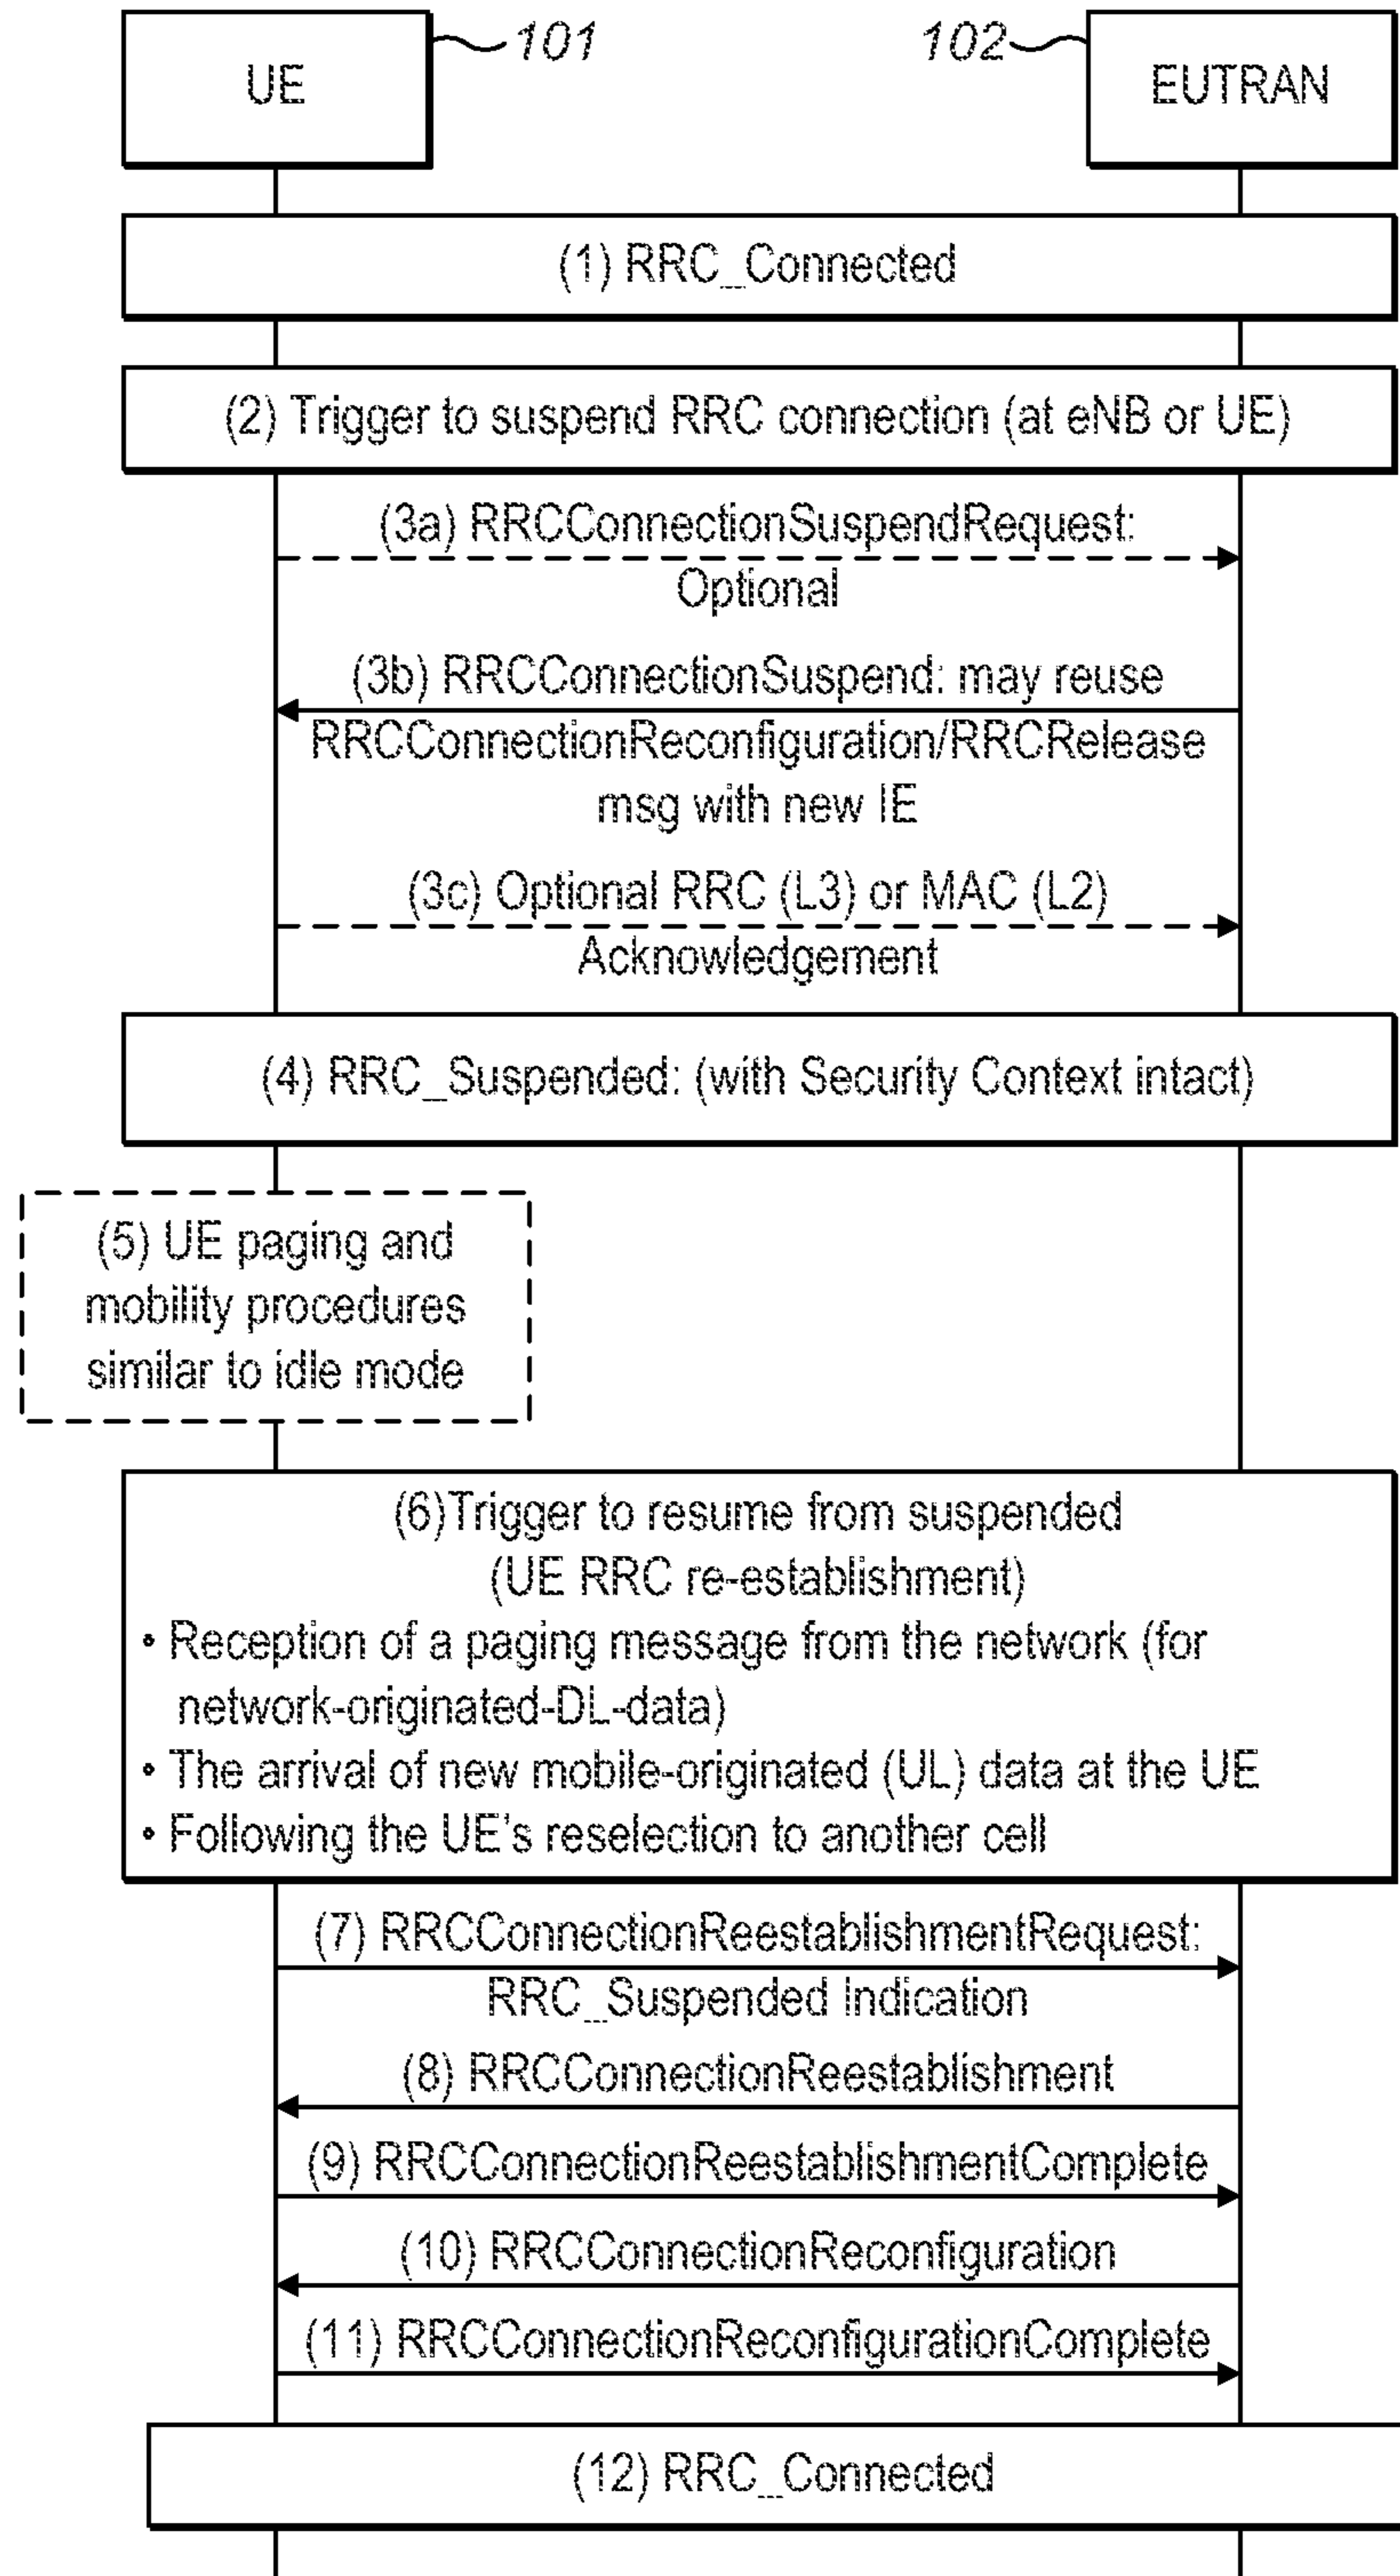 UE
101
102
EUTRAN
(1) RRC_Connected
(2) Trigger to suspend RRC connection (at eNB or UE)
(3a) RRCConnectionSuspendRequest:
Optional
(3b) RRCConnectionSuspend: may reuse
RRCConnectionReconfiguration/RRCRelease
msg with new IE
(3c) Optional RRC (L3) or MAC (L2)
Acknowledgement
(4) RRC_Suspended: (with Security Context intact)
(5) UE paging and
mobility procedures
similar to idle mode
(6)Trigger to resume from suspended
(UE RRC re-establishment)
• Reception of a paging message from the network (for
network-originated-DL-data)
• The arrival of new mobile-originated (UL) data at the UE
• Following the UE's reselection to another cell
(7) RRCConnectionReestablishmentRequest:
RRC_Suspended Indication
(8) RRCConnectionReestablishment
(9) RRCConnectionReestablishmentComplete
(10) RRCConnectionReconfiguration
(11) RRCConnectionReconfigurationComplete
(12) RRC_Connected